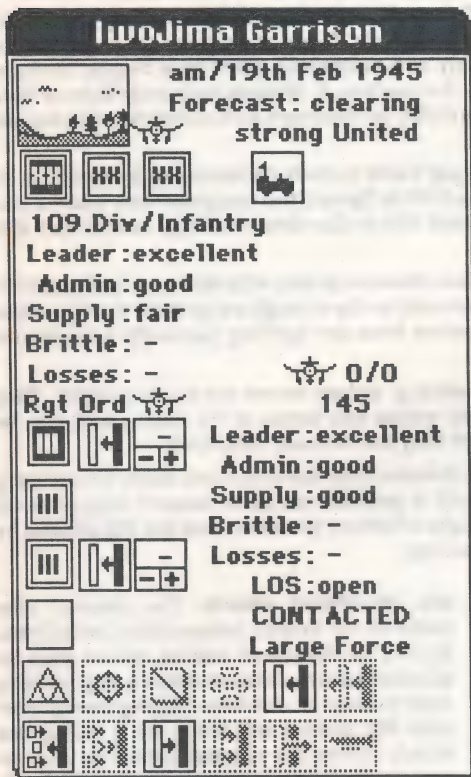 IwoJima Garrison
am/19th Feb 1945
Forecast: clearing
strong United
1
109.Div/Infantry
Leader :excellent
Admin:good
Supply :fair
Brittle: -
Losses: - 0/0
Rgt Ord 145
Leader :excellent
Admin:good
Supply :good
Brittle: -
Losses: -
LOS:open
CONTACTED
Large Force